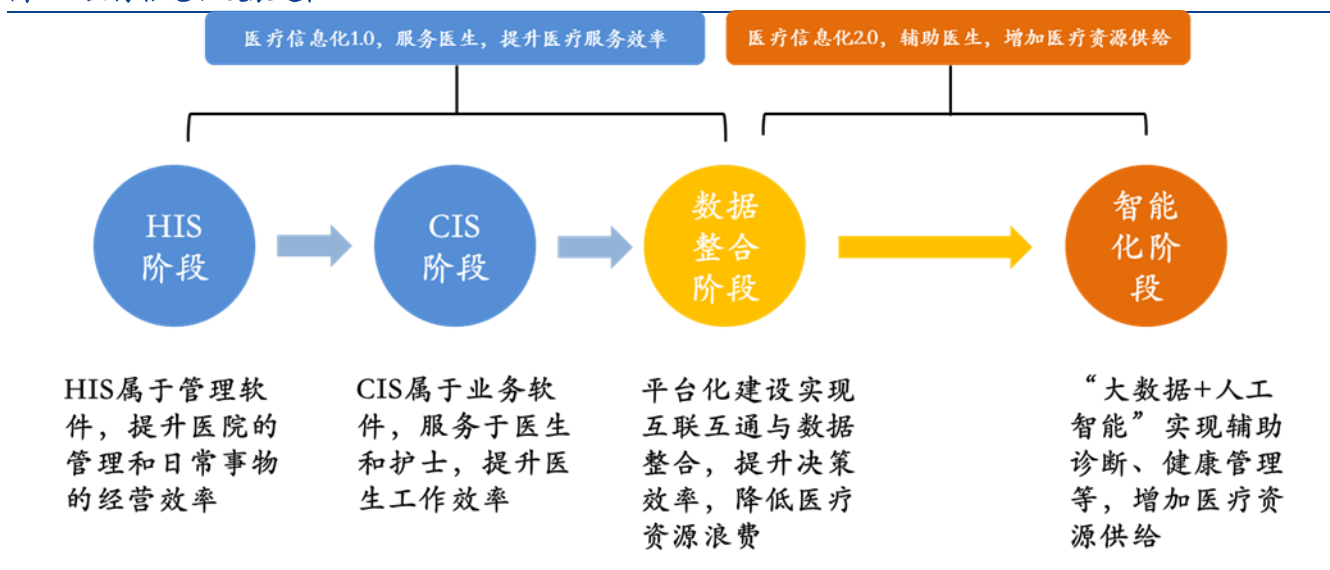 医疗信息化1.0，服务医生，提升医疗服务效率
医疗信息化2.0，辅助医生，增加医疗资源供给
HIS
阶段
CIS
阶段
数据
整合
阶段
智能
化阶
段
HIS属于管理软
件，提升医院的
管理和日常事物
的经营效率
CIS属于业务软
件，服务于医生
和护士，提升医
生工作效率
平台化建设实现
互联互通与数据
整合，提升决策
效率，降低医疗
资源浪费
“大数据+人工
智能”实现辅助
诊断、健康管理
等，增加医疗资
源供给